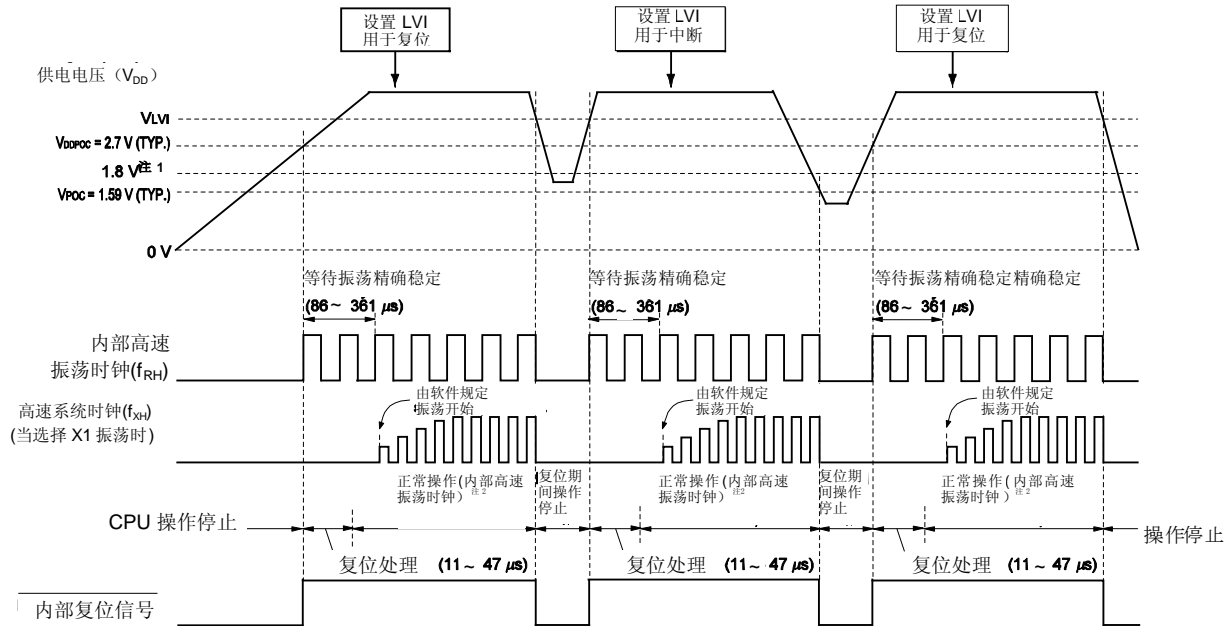 设置 LVI
用于复位
设置 LVI
用于中断
设置 LVI
用于复位
供电电压（VDD）
VLVI
VDDPOC = 2.7 V (TYP.)
1.8 V注 1
VPOC = 1.59 V (TYP.)
0 V
等待振荡精确稳定
(86 ~ 361 µs)
等待振荡精确稳定
(86 ~ 361 µs)
等待振荡精确稳定精确稳定
(86 ~ 361 µs)
内部高速
振荡时钟(fRH)
由软件规定
振荡开始
由软件规定
振荡开始
由软件规定
振荡开始
高速系统时钟(fXH)
(当选择 X1 振荡时)
正常操作(内部高速
振荡时钟) 注2
复位期
间操作
停止
正常操作(内部高速
振荡时钟) 注2
复位期
间操作
停止
正常操作(内部高速
振荡时钟) 注2
CPU 操作停止
操作停止
复位处理 (11 ~ 47 µs)
复位处理 (11 ~ 47 µs)
复位处理 (11 ~ 47 µs)
内部复位信号